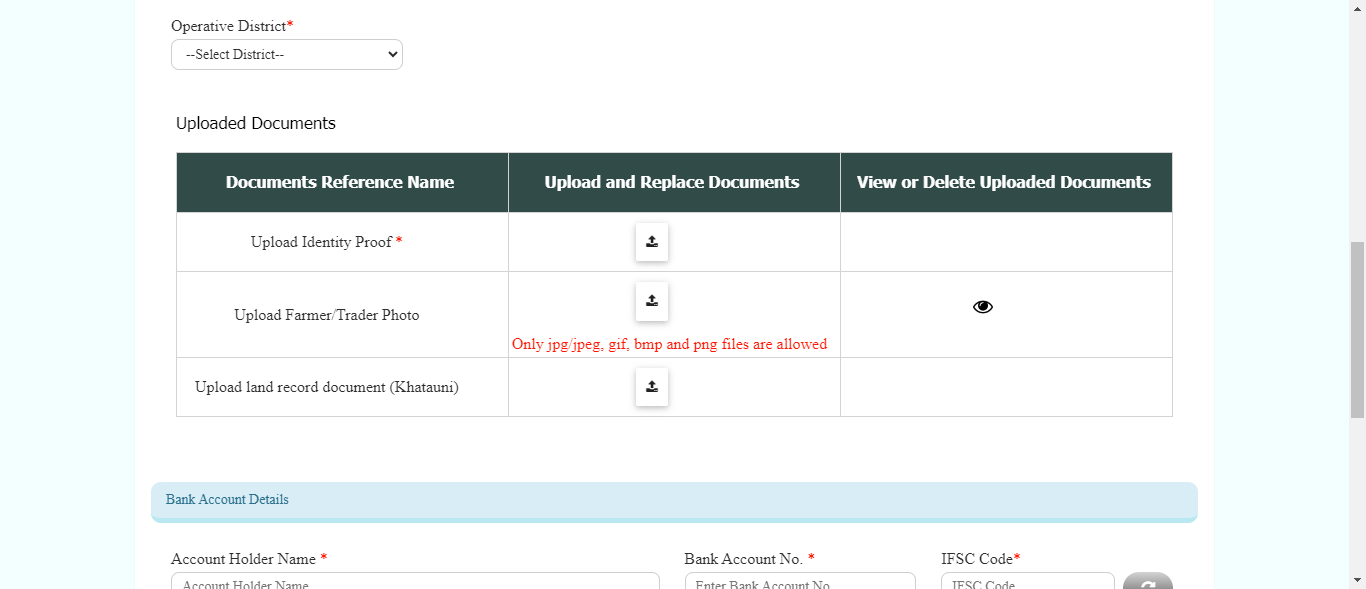 Operative District*
--Select District--
Uploaded Documents
Documents Reference Name
Upload and Replace Documents
View or Delete Uploaded Documents
Upload Identity Proof *
Upload Farmer/Trader Photo
Only jpg/jpeg, gif, bmp and png files are allowed
Upload land record document (Khatauni)
Bank Account Details
Account Holder Name *
Bank Account No. *
IFSC Code*
Account Holder Name
Enter Bank Account No
IFSC Code